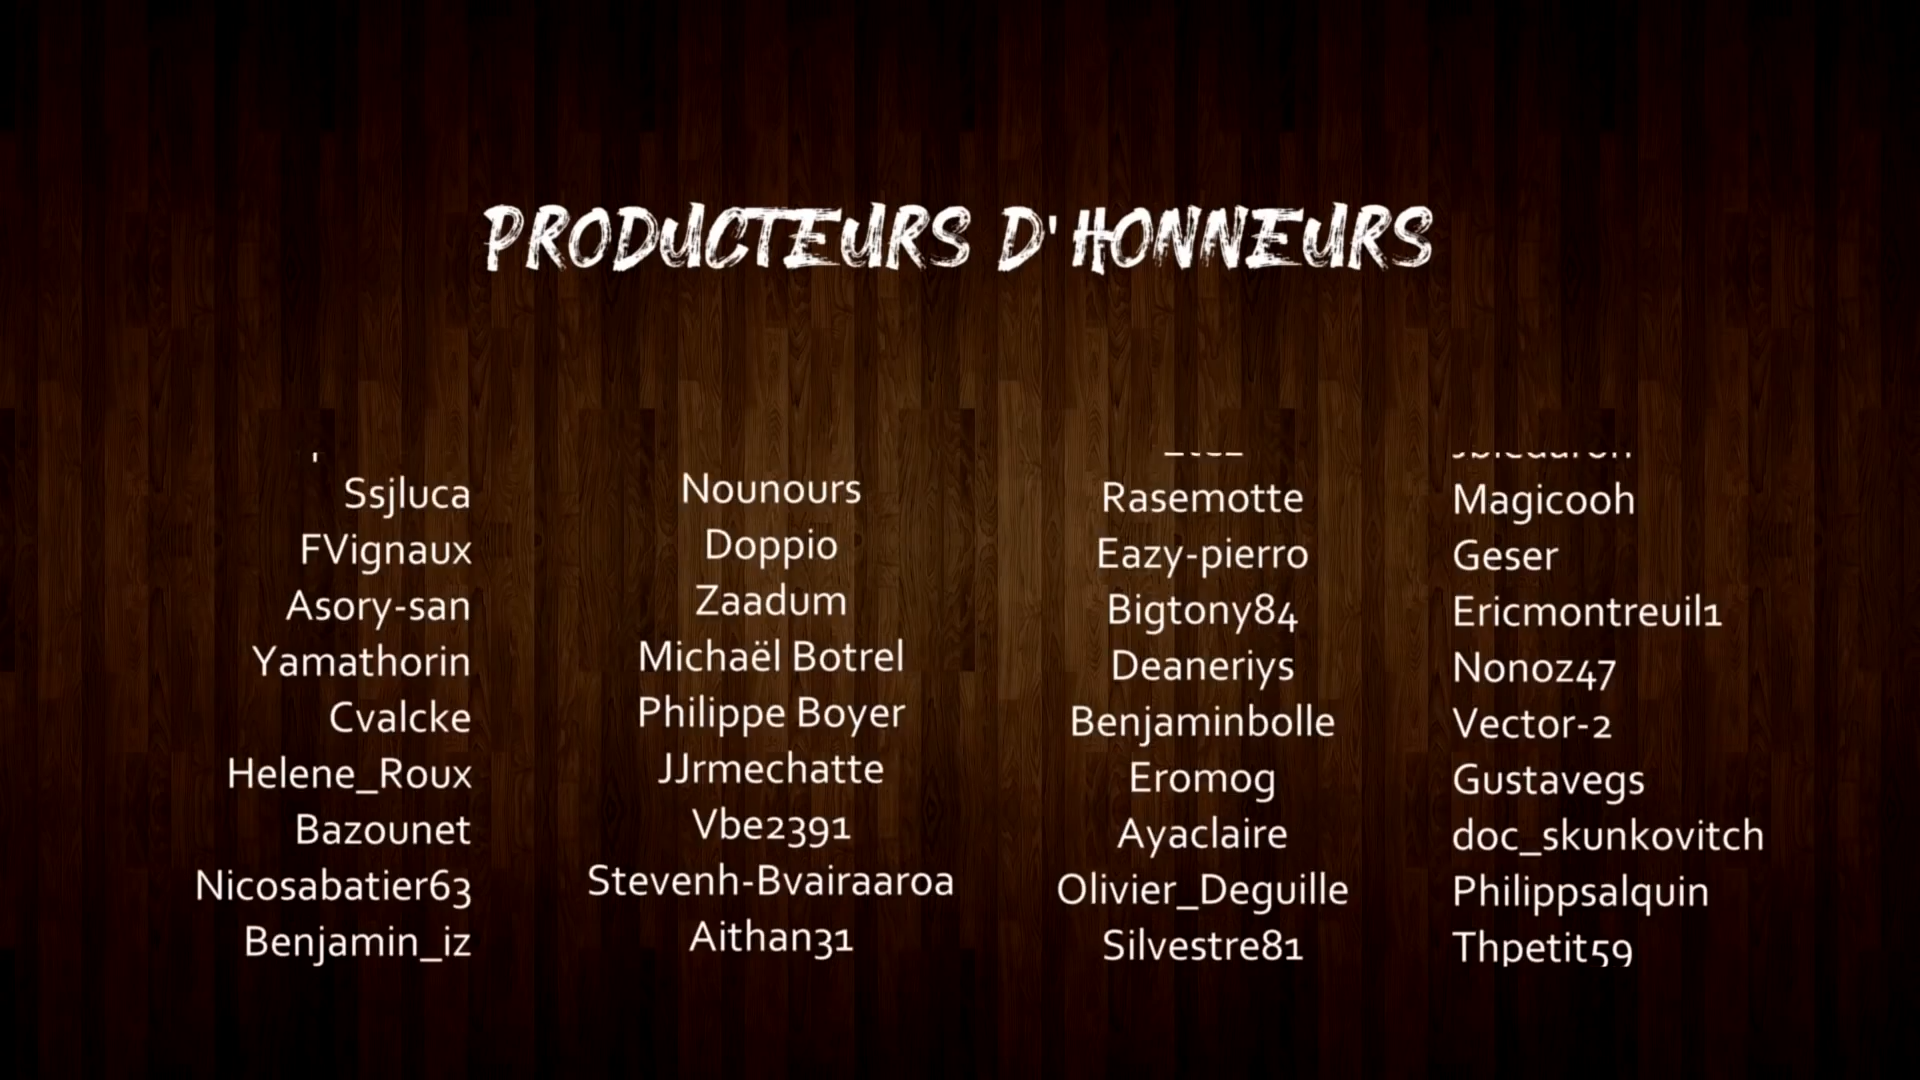 PRODUCTEURS D'HONNEURS
Ssjluca
FVignaux
Asory-san
Yamathorin
Cvalcke
Helene_Roux
Bazounet
Nicosabatier63
Benjamin_iz
Nounours
Doppio
Zaadum
Michaël Botrel
Philippe Boyer
JJrmechatte
Vbe2391
Stevenh-Bvairaaroa
Aithan31
Rasemotte
Eazy-pierro
Bigtony84
Deaneriys
Benjaminbolle
Eromog
Ayaclaire
Olivier_Deguille
Silvestre81
Magicooh
Geser
Ericmontreuil1
Nonoz47
Vector-2
Gustavegs
doc_skunkovitch
Philippsalquin
Thpetit59